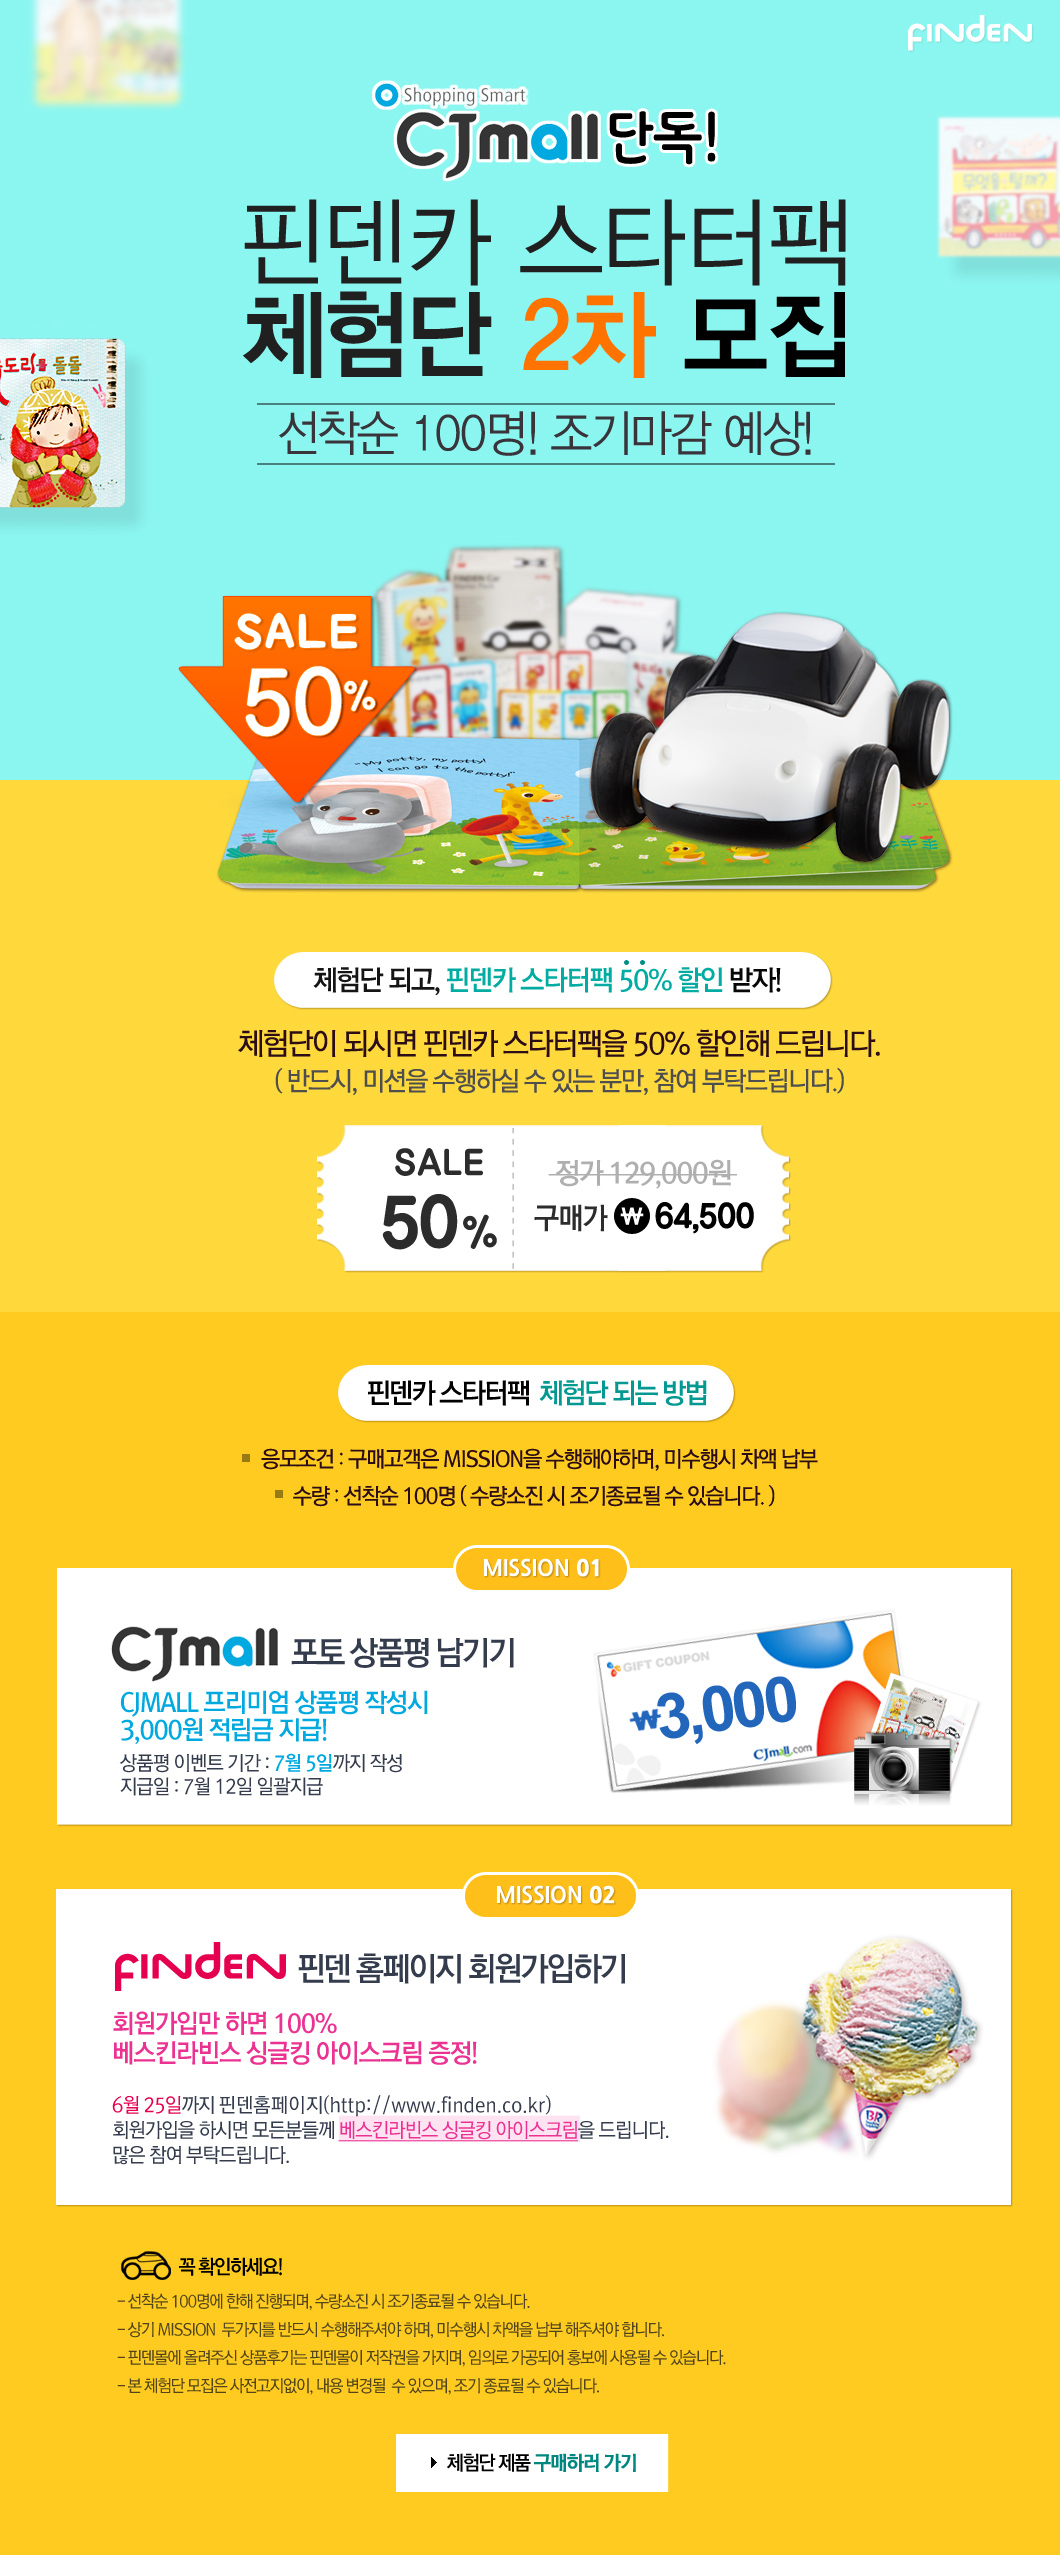 FINDEN
Shopping Smart
CJmall 단독!
핀덴카 스타터팩
체험단 2차 모집
무엇을 탈까?
도리를 돌돌
선착순 100명! 조기마감 예상!
FINDEN Car
SALE
50%
"My potty, my potty!
I can go to the potty!"
체험단 되고, 핀덴카 스타터팩 50% 할인 받자!
체험단이 되시면 핀덴카 스타터팩을 50% 할인해 드립니다.
( 반드시, 미션을 수행하실 수 있는 분만, 참여 부탁드립니다.)
SALE
50%
정가 129,000원
구매가 ₩ 64,500
핀덴카 스타터팩 체험단 되는 방법
응모조건 : 구매고객은 MISSION을 수행해야하며, 미수행시 차액 납부
수량 : 선착순 100명 ( 수량소진 시 조기종료될 수 있습니다. )
MISSION 01
CJmall 포토 상품평 남기기
CJMALL 프리미엄 상품평 작성시
3,000원 적립금 지급!
상품평 이벤트 기간 : 7월 5일까지 작성
지급일 : 7월 12일 일괄지급
GIFT COUPON
₩3,000
CJmall.com
MISSION 02
FINDEN 핀덴 홈페이지 회원가입하기
회원가입만 하면 100%
베스킨라빈스 싱글킹 아이스크림 증정!
6월 25일까지 핀덴홈페이지(http://www.finden.co.kr)
회원가입을 하시면 모든분들께 베스킨라빈스 싱글킹 아이스크림을 드립니다.
많은 참여 부탁드립니다.
BR
꼭 확인하세요!
- 선착순 100명에 한해 진행되며, 수량소진 시 조기종료될 수 있습니다.
- 상기 MISSION 두가지를 반드시 수행해주셔야 하며, 미수행시 차액을 납부 해주셔야 합니다.
- 핀덴몰에 올려주신 상품후기는 핀덴몰이 저작권을 가지며, 임의로 가공되어 홍보에 사용될 수 있습니다.
- 본 체험단 모집은 사전고지없이, 내용 변경될 수 있으며, 조기 종료될 수 있습니다.
체험단 제품 구매하러 가기